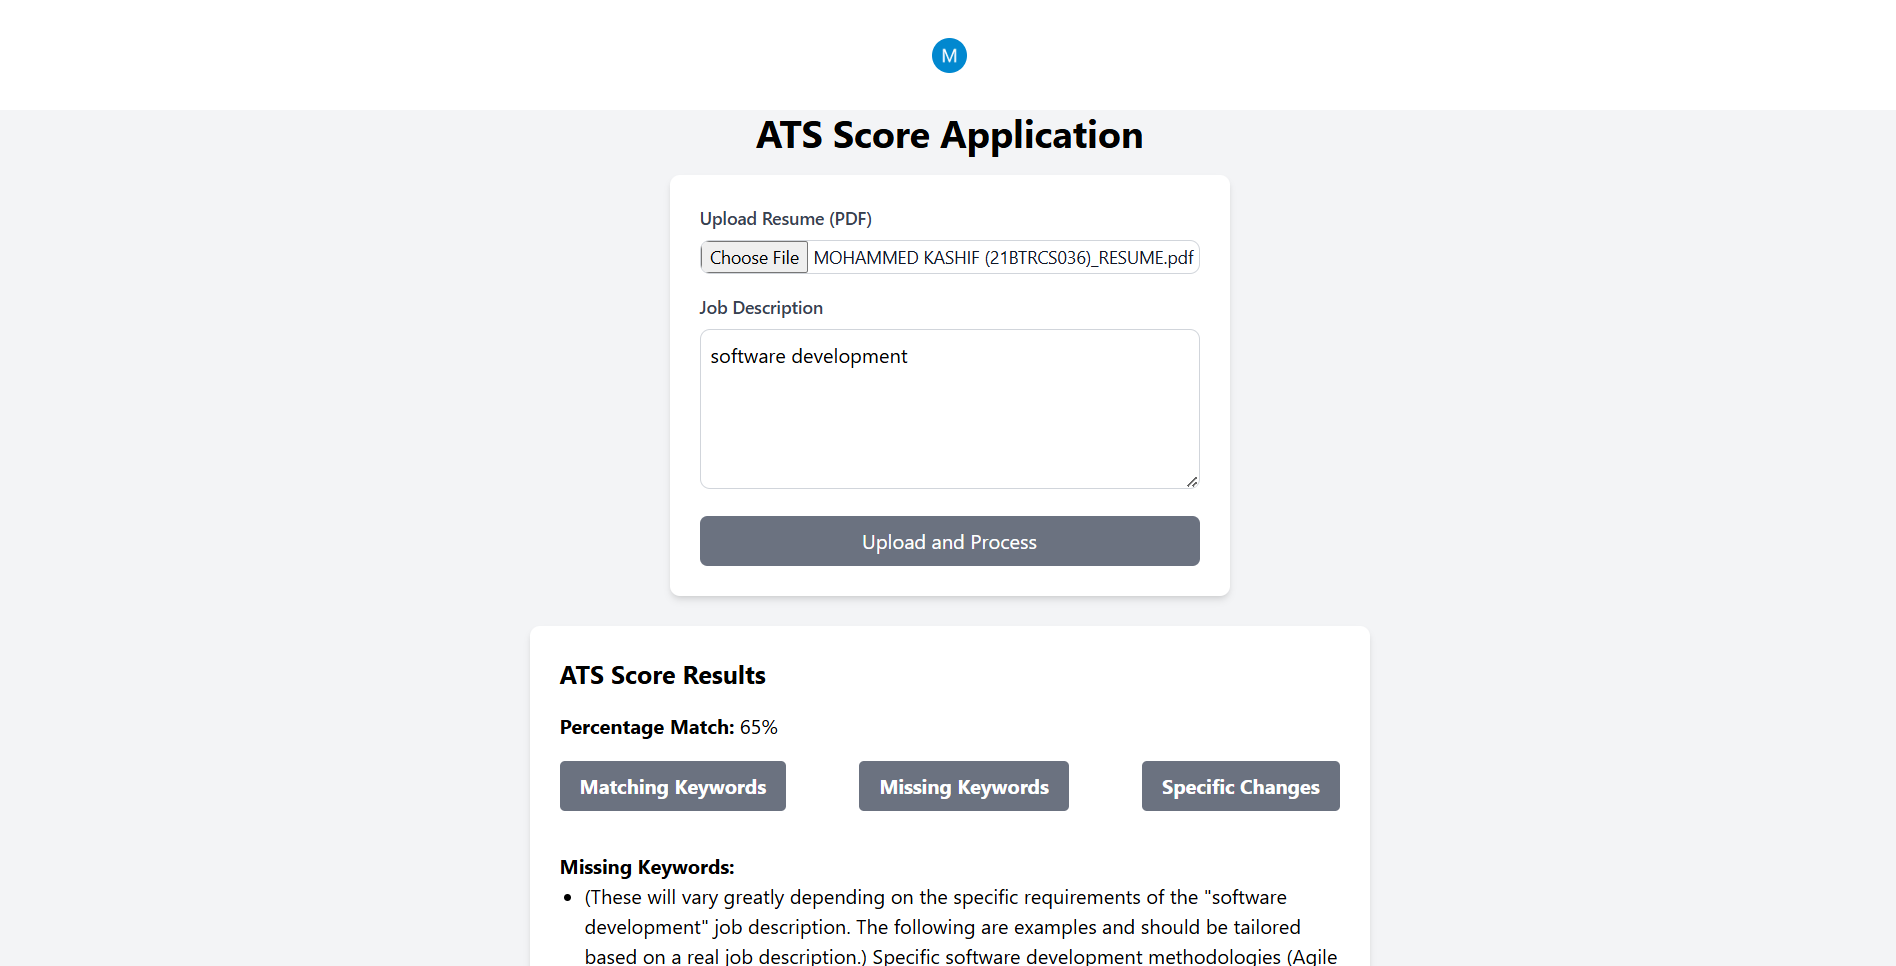 M
ATS Score Application
Upload Resume (PDF)
Choose File MOHAMMED KASHIF (21BTRCS036)_RESUME.pdf
Job Description
software development
Upload and Process
ATS Score Results
Percentage Match: 65%
Matching Keywords Missing Keywords Specific Changes
Missing Keywords:
• (These will vary greatly depending on the specific requirements of the "software
development" job description. The following are examples and should be tailored
based on a real job description.) Specific software development methodologies (Agile